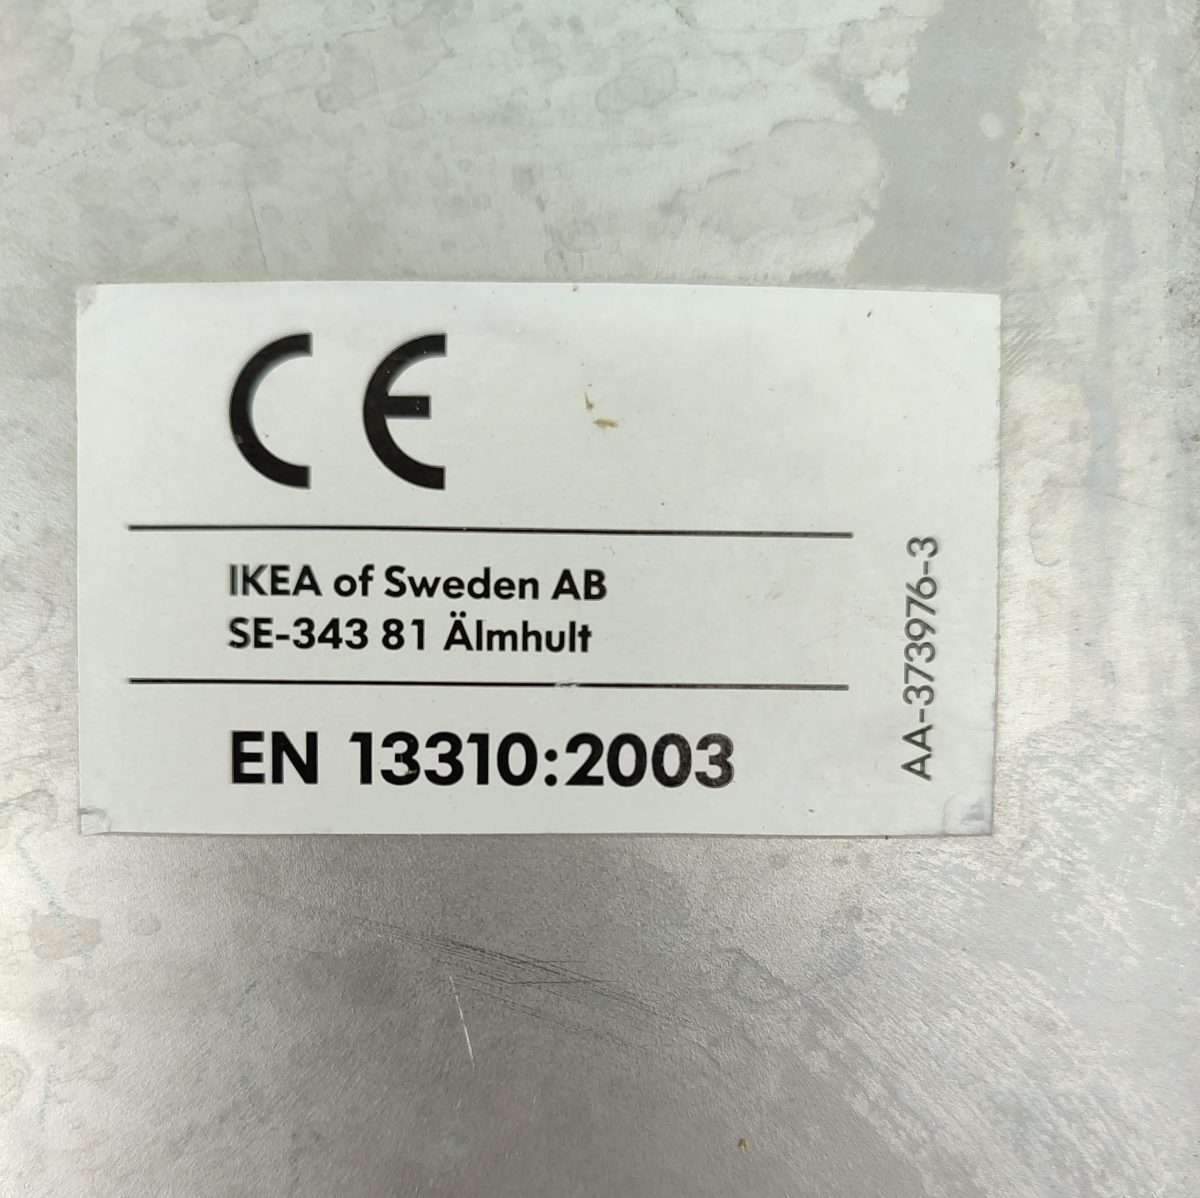 CE
IKEA of Sweden AB
SE-343 81 Älmhult
EN 13310:2003
AA-373976-3